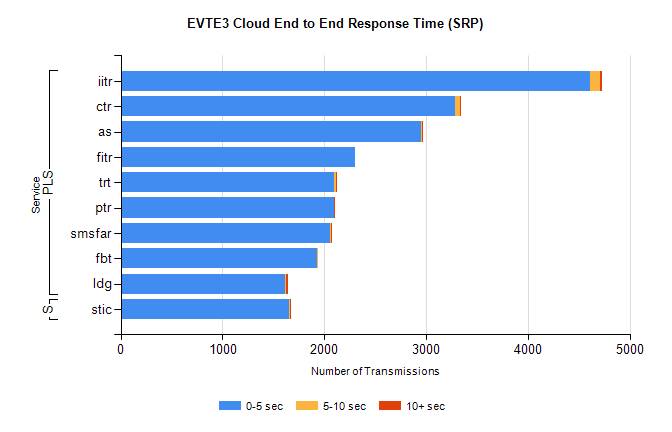 EVTE3 Cloud End to End Response Time (SRP)
Service
PLS
LS
iitr
ctr
as
fitr
trt
ptr
smsfar
fbt
ldg
stic
0 1000 2000 3000 4000 5000
Number of Transmissions
0-5 sec 5-10 sec 10+ sec